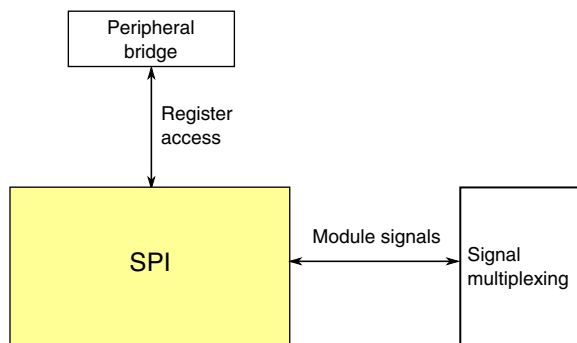 Peripheral
bridge
Register
access
SPI
Module signals
Signal
multiplexing